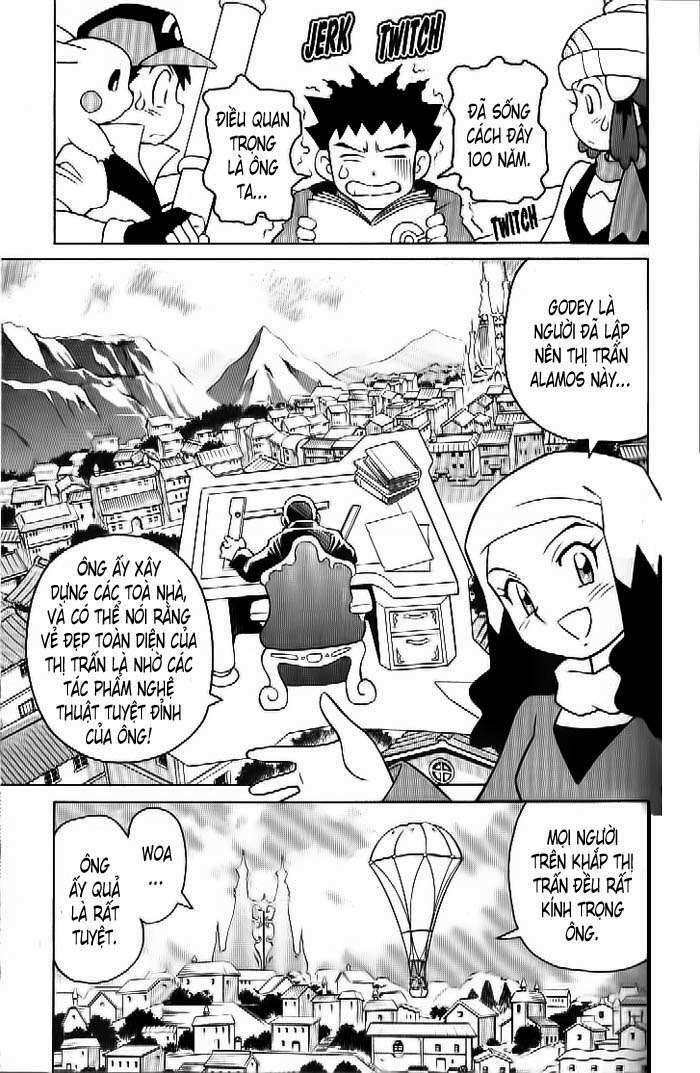 JERK TWITCH
ĐIỀU QUAN
TRỌNG
LÀ ÔNG
TA...
ĐÃ SỐNG
CÁCH ĐÂY
100 NĂM.
TWITCH
GODEY LÀ
NGƯỜI ĐÃ LẬP
NÊN THỊ TRẤN
ALAMOS NÀY...
ÔNG ẤY XÂY
DỰNG CÁC TOÀ NHÀ,
VÀ CÓ THỂ NÓI RẰNG
VẺ ĐẸP TOÀN DIỆN CỦA
THỊ TRẤN LÀ NHỜ CÁC
TÁC PHẨM NGHỆ
THUẬT TUYỆT ĐỈNH
CỦA ÔNG!
MỌI NGƯỜI
TRÊN KHẮP THỊ
TRẤN ĐỀU RẤT
KÍNH TRỌNG
ÔNG.
WOA
...
ÔNG
ẤY QUẢ
LÀ RẤT
TUYỆT.